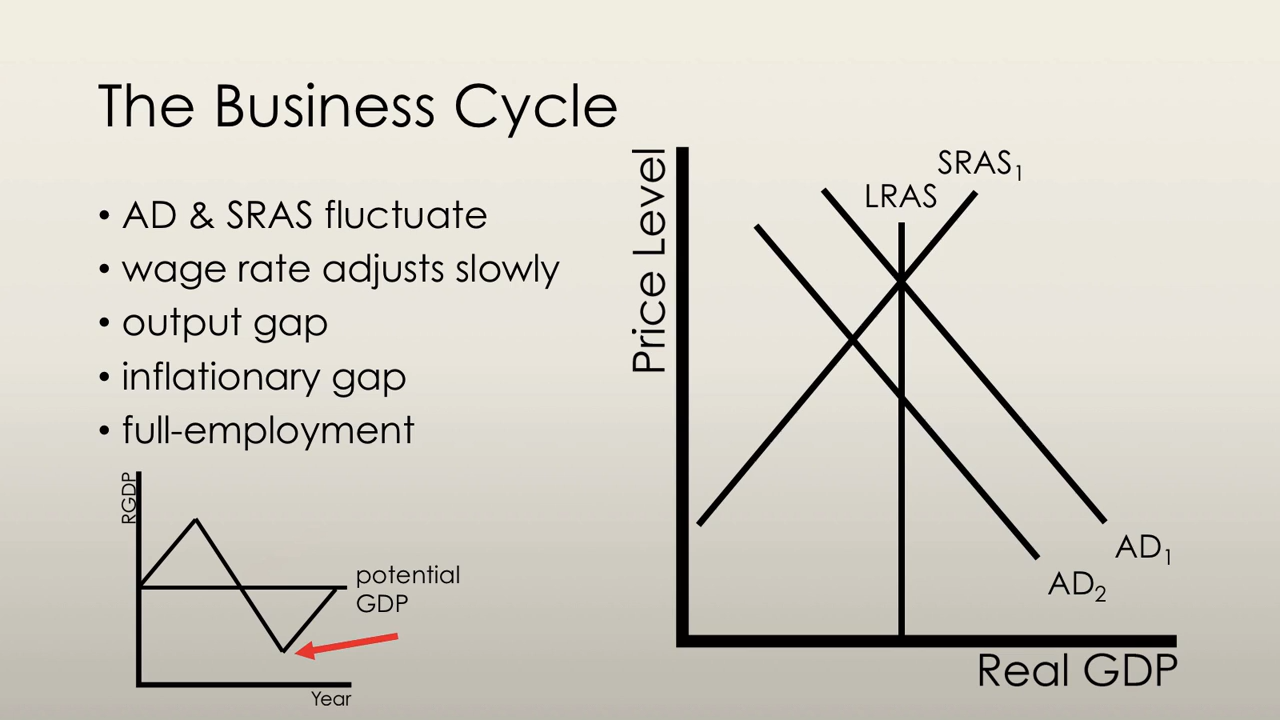 The Business Cycle
• AD & SRAS fluctuate
• wage rate adjusts slowly
• output gap
• inflationary gap
• full-employment
RGDP
potential
GDP
Year
Price Level
SRAS₁
LRAS
AD₁
AD₂
Real GDP